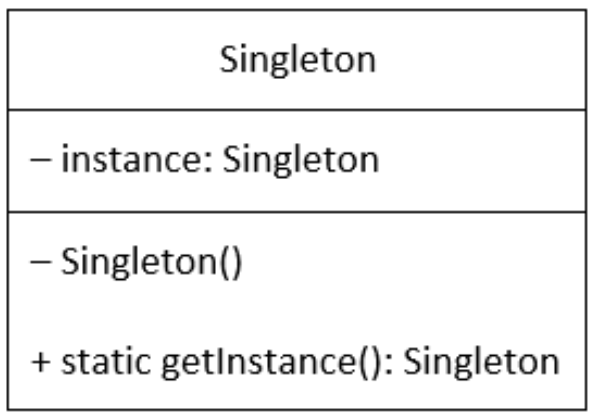 Singleton
– instance: Singleton
– Singleton()
+ static getInstance(): Singleton